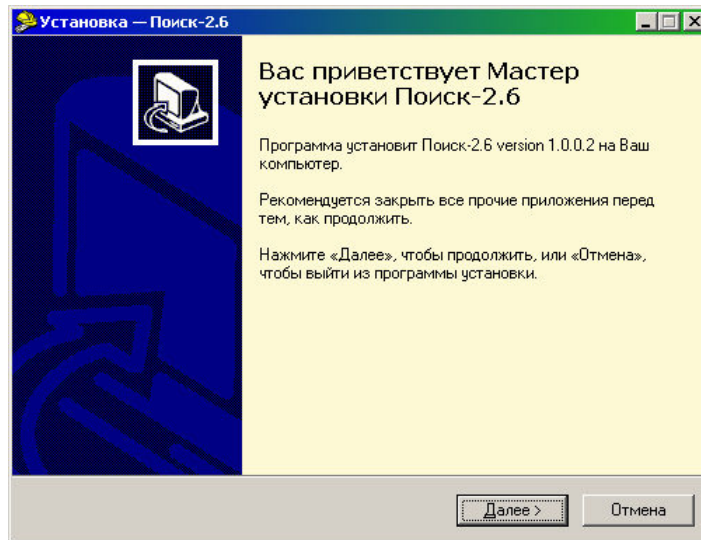 Установка — Поиск-2.6
Вас приветствует Мастер
установки Поиск-2.6
Программа установит Поиск-2.6 version 1.0.0.2 на Ваш
компьютер.
Рекомендуется закрыть все прочие приложения перед
тем, как продолжить.
Нажмите «Далее», чтобы продолжить, или «Отмена»,
чтобы выйти из программы установки.
Далее >
Отмена